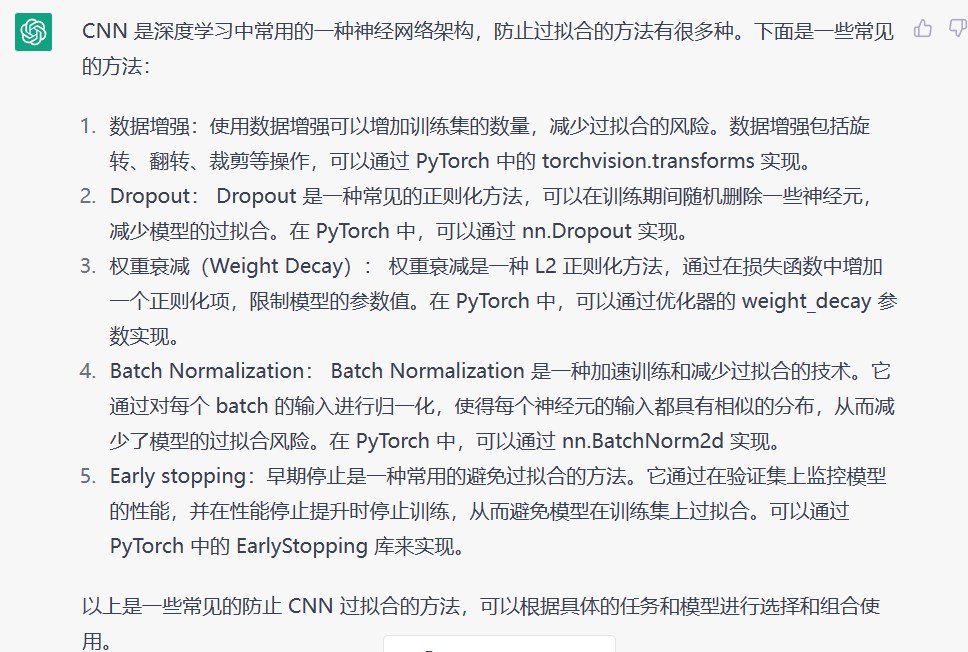 CNN 是深度学习中常用的一种神经网络架构，防止过拟合的方法有很多种。下面是一些常见
的方法：
1. 数据增强：使用数据增强可以增加训练集的数量，减少过拟合的风险。数据增强包括旋
转、翻转、裁剪等操作，可以通过 PyTorch 中的 torchvision.transforms 实现。
2. Dropout： Dropout 是一种常见的正则化方法，可以在训练期间随机删除一些神经元，
减少模型的过拟合。在 PyTorch 中，可以通过 nn.Dropout 实现。
3. 权重衰减（Weight Decay）： 权重衰减是一种 L2 正则化方法，通过在损失函数中增加
一个正则化项，限制模型的参数值。在 PyTorch 中，可以通过优化器的 weight_decay 参
数实现。
4. Batch Normalization： Batch Normalization 是一种加速训练和减少过拟合的技术。它
通过对每个 batch 的输入进行归一化，使得每个神经元的输入都具有相似的分布，从而减
少了模型的过拟合风险。在 PyTorch 中，可以通过 nn.BatchNorm2d 实现。
5. Early stopping：早期停止是一种常用的避免过拟合的方法。它通过在验证集上监控模型
的性能，并在性能停止提升时停止训练，从而避免模型在训练集上过拟合。可以通过
PyTorch 中的 EarlyStopping 库来实现。
以上是一些常见的防止 CNN 过拟合的方法，可以根据具体的任务和模型进行选择和组合使
用。